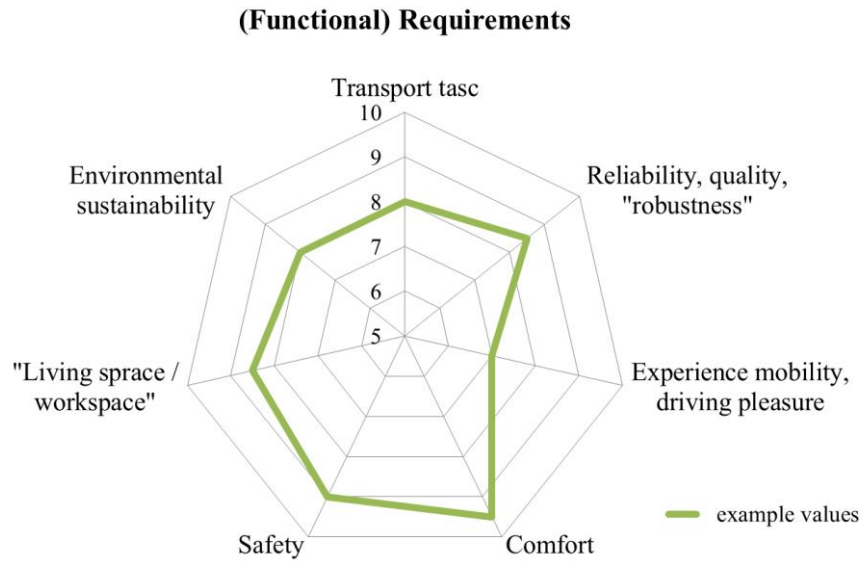 (Functional) Requirements
Transport tasc
10
9
8
7
6
5
Environmental
sustainability
Reliability, quality,
"robustness"
"Living sprace /
workspace"
Experience mobility,
driving pleasure
Safety
Comfort
example values